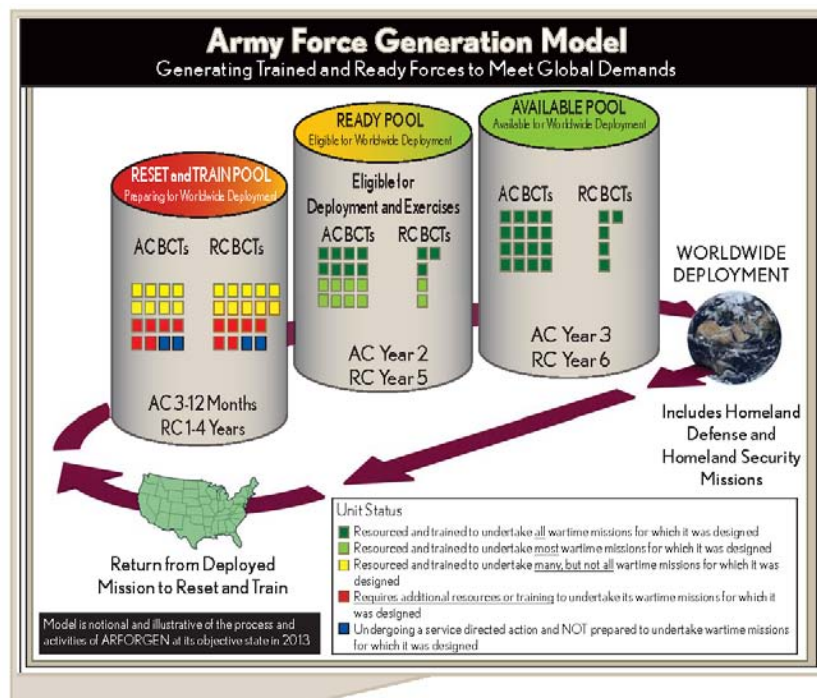 Army Force Generation Model
Generating Trained and Ready Forces to Meet Global Demands
RESET and TRAIN POOL
Preparing for Worldwide Deployment
AC BCTs RC BCTs
AC 3-12 Months
RC 1-4 Years
READY POOL
Eligible for Worldwide Deployment
Eligible for
Deployment and Exercises
AC BCTs RC BCTs
AC Year 2
RC Year 5
AVAILABLE POOL
Available for Worldwide Deployment
AC BCTs RC BCTs
AC Year 3
RC Year 6
WORLDWIDE
DEPLOYMENT
Includes Homeland
Defense and
Homeland Security
Missions
Return from Deployed
Mission to Reset and Train
Model is notional and illustrative of the process and
activities of ARFORGEN at its objective state in 2013
Unit Status
Resourced and trained to undertake all wartime missions for which it was designed
Resourced and trained to undertake most wartime missions for which it was designed
Resourced and trained to undertake many, but not all wartime missions for which it was
designed
Requires additional resources or training to undertake its wartime missions for which it
was designed
Undergoing a service directed action and NOT prepared to undertake wartime missions
for which it was designed